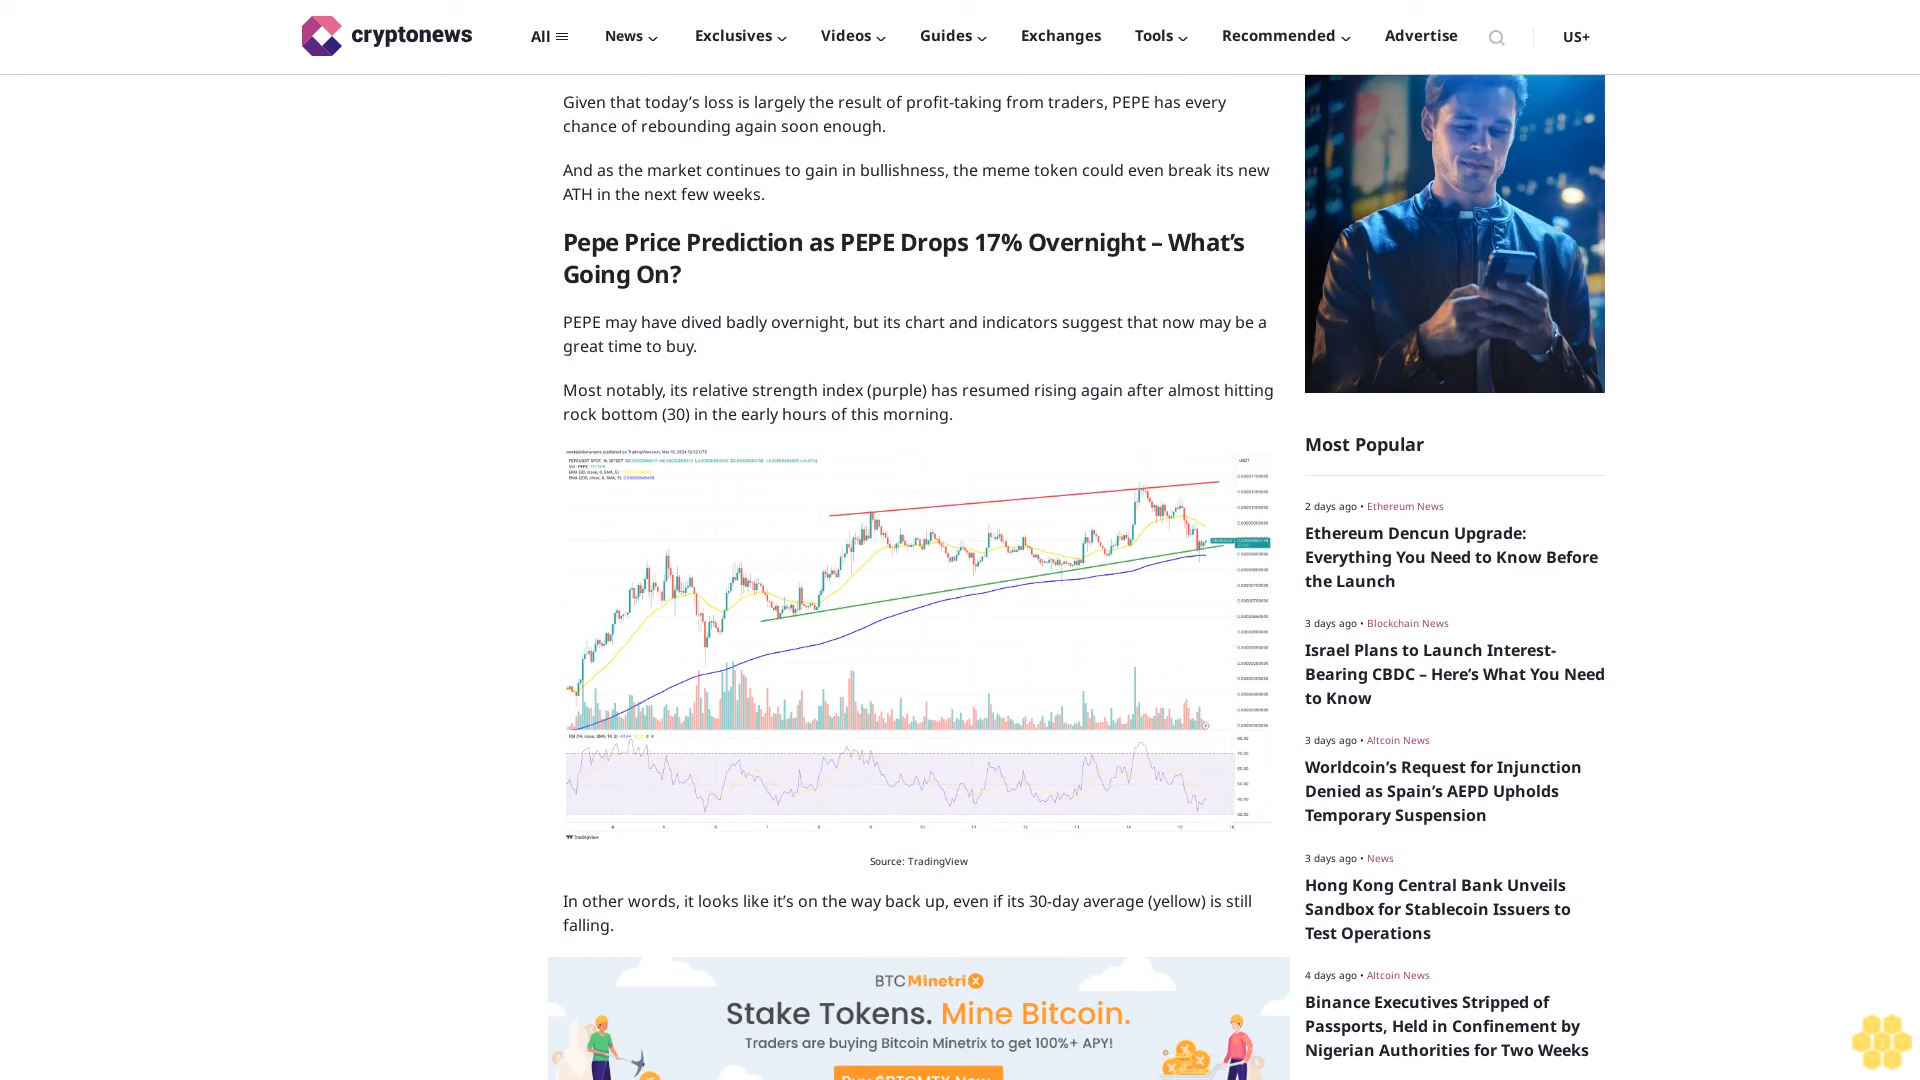 cryptonews
All
News
Exclusives
Videos
Guides
Exchanges
Tools
Recommended
Advertise
US+
Given that today’s loss is largely the result of profit-taking from traders, PEPE has every
chance of rebounding again soon enough.
And as the market continues to gain in bullishness, the meme token could even break its new
ATH in the next few weeks.
Pepe Price Prediction as PEPE Drops 17% Overnight – What’s
Going On?
PEPE may have dived badly overnight, but its chart and indicators suggest that now may be a
great time to buy.
Most notably, its relative strength index (purple) has resumed rising again after almost hitting
rock bottom (30) in the early hours of this morning.
USDT
TradingView
Source: TradingView
In other words, it looks like it’s on the way back up, even if its 30-day average (yellow) is still
falling.
BTC Minetrix
Stake Tokens. Mine Bitcoin.
Traders are buying Bitcoin Minetrix to get 100%+ APY!
Buy $BTCMTX Now
Most Popular
2 days ago • Ethereum News
Ethereum Dencun Upgrade:
Everything You Need to Know Before
the Launch
3 days ago • Blockchain News
Israel Plans to Launch Interest-
Bearing CBDC – Here’s What You Need
to Know
3 days ago • Altcoin News
Worldcoin’s Request for Injunction
Denied as Spain’s AEPD Upholds
Temporary Suspension
3 days ago • News
Hong Kong Central Bank Unveils
Sandbox for Stablecoin Issuers to
Test Operations
4 days ago • Altcoin News
Binance Executives Stripped of
Passports, Held in Confinement by
Nigerian Authorities for Two Weeks